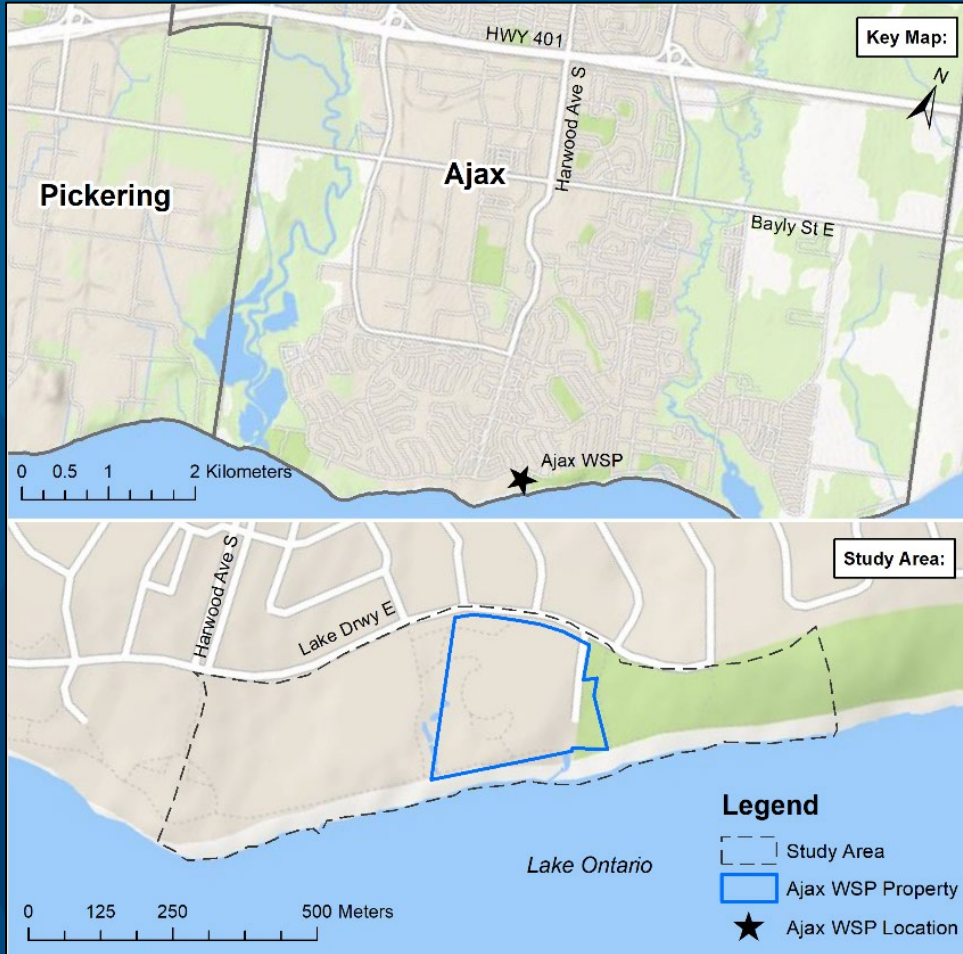 HWY 401
Key Map:
N
Harwood Ave S
Ajax
Pickering
Bayly St E
Ajax WSP
0 0.5 1 2 Kilometers
Study Area:
Harwood Ave S
Lake Drwy E
Legend
Study Area
Lake Ontario
Ajax WSP Property
0 125 250 500 Meters
Ajax WSP Location